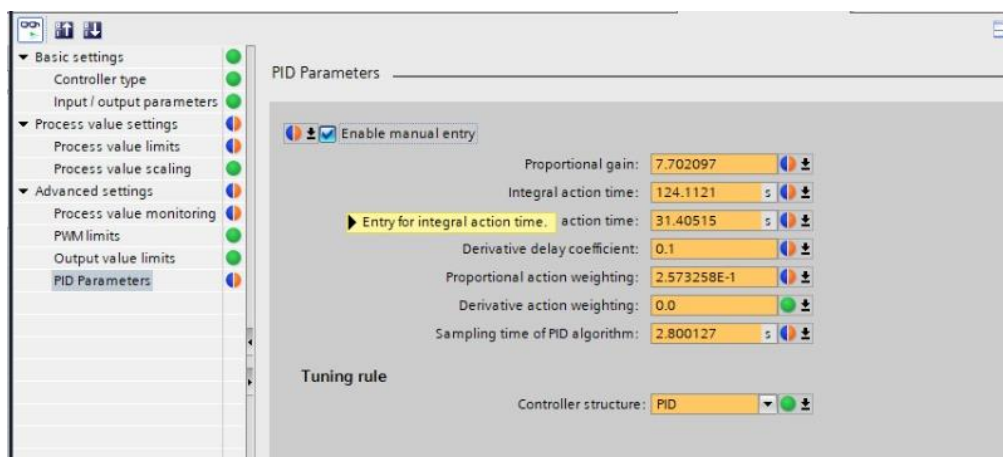 Basic settings
Controller type
Input / output parameters
Process value settings
Process value limits
Process value scaling
Advanced settings
Process value monitoring
PWM limits
Output value limits
PID Parameters
PID Parameters
Enable manual entry
Proportional gain: 7.702097
Integral action time: 124.1121 s
Entry for integral action time. action time: 31.40515 s
Derivative delay coefficient: 0.1
Proportional action weighting: 2.573258E-1
Derivative action weighting: 0.0
Sampling time of PID algorithm: 2.800127 s
Tuning rule
Controller structure: PID